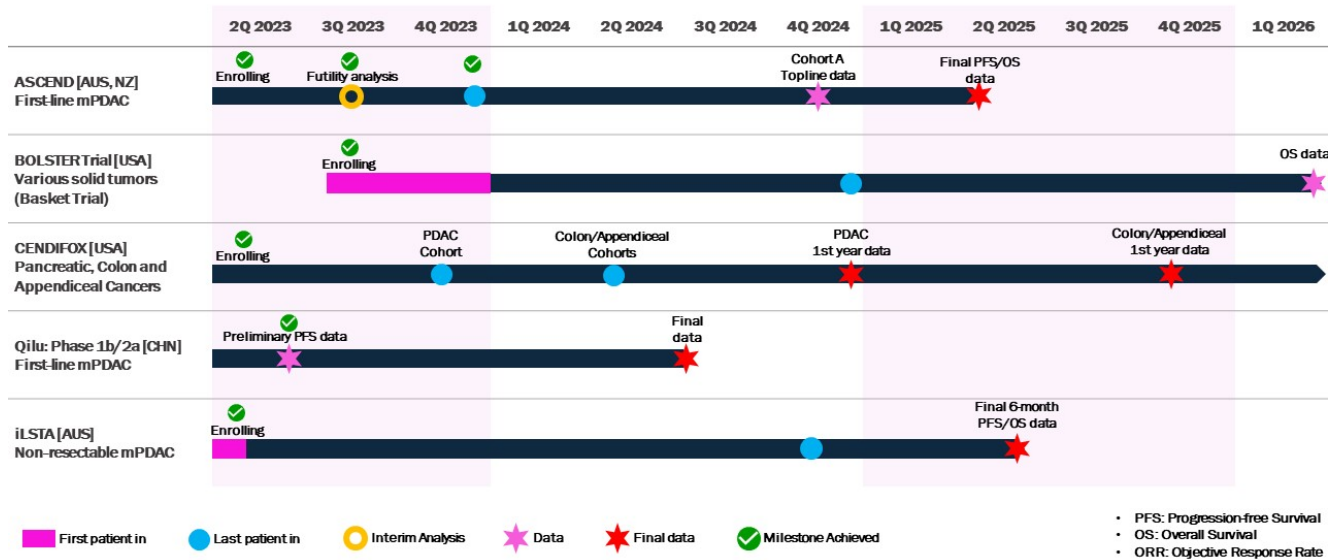 2Q 2023 3Q 2023 4Q 2023 1Q 2024 2Q 2024 3Q 2024 4Q 2024 1Q 2025 2Q 2025 3Q 2025 4Q 2025 1Q 2026
ASCEND [AUS, NZ]
First-line mPDAC
Enrolling
Futility analysis
Cohort A
Topline data
Final PFS/OS
data
BOLSTER Trial [USA]
Various solid tumors
(Basket Trial)
Enrolling
OS data
CENDIFOX [USA]
Pancreatic, Colon and
Appendiceal Cancers
Enrolling
PDAC
Cohort
Colon/Appendiceal
Cohorts
PDAC
1st year data
Colon/Appendiceal
1st year data
Qilu: Phase 1b/2a [CHN]
First-line mPDAC
Preliminary PFS data
Final
data
iLSTA [AUS]
Non-resectable mPDAC
Enrolling
Final 6-month
PFS/OS data
First patient in
Last patient in
Interim Analysis
Data
Final data
Milestone Achieved
• PFS: Progression-free Survival
• OS: Overall Survival
• ORR: Objective Response Rate